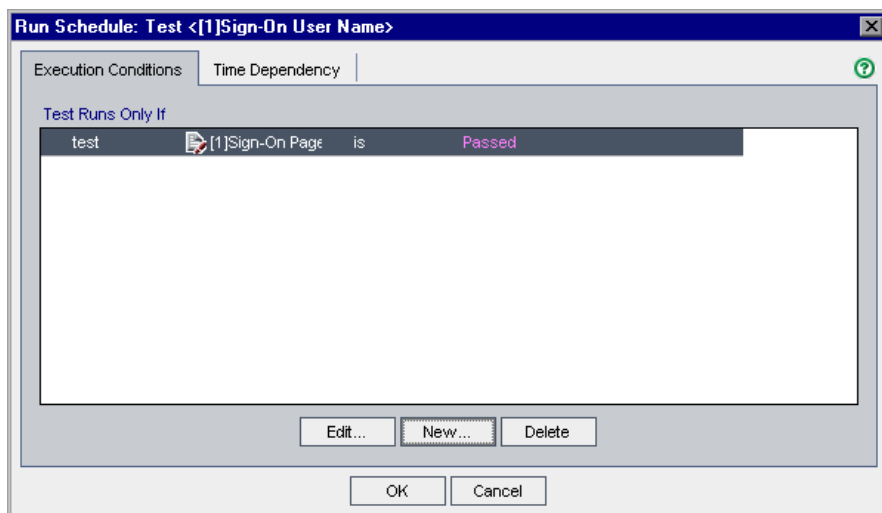 Run Schedule: Test <[1]Sign-On User Name>
Execution Conditions Time Dependency
Test Runs Only If
test [1]Sign-On Page is Passed
Edit... New... Delete
OK Cancel